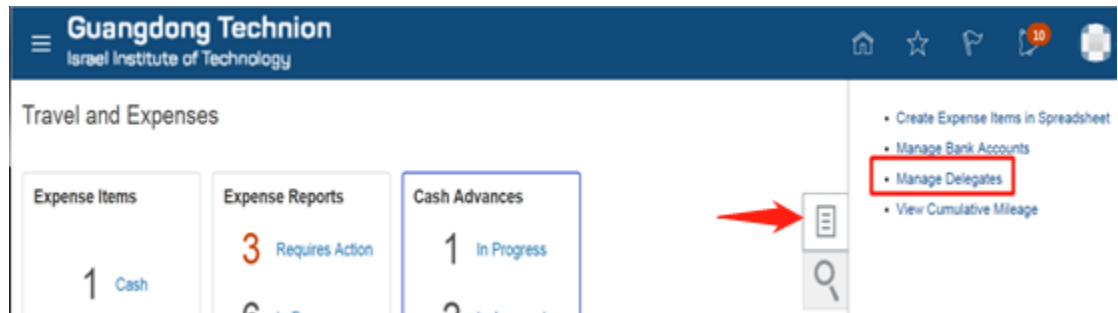 Guangdong Technion
Israel Institute of Technology
10
Travel and Expenses
Create Expense Items in Spreadsheet
Manage Bank Accounts
Manage Delegates
View Cumulative Mileage
Expense Items
1 Cash
Expense Reports
3 Requires Action
Cash Advances
1 In Progress